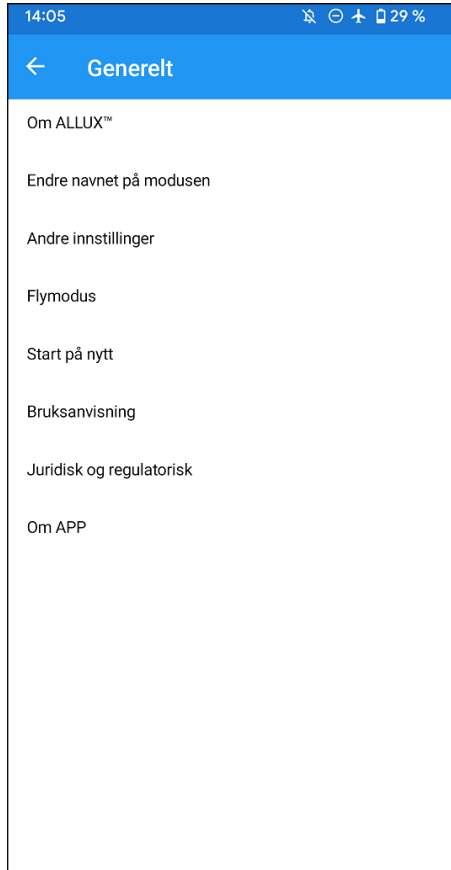 14:05 29 %
Generelt
Om ALLUX™
Endre navnet på modusen
Andre innstillinger
Flymodus
Start på nytt
Bruksanvisning
Juridisk og regulatorisk
Om APP